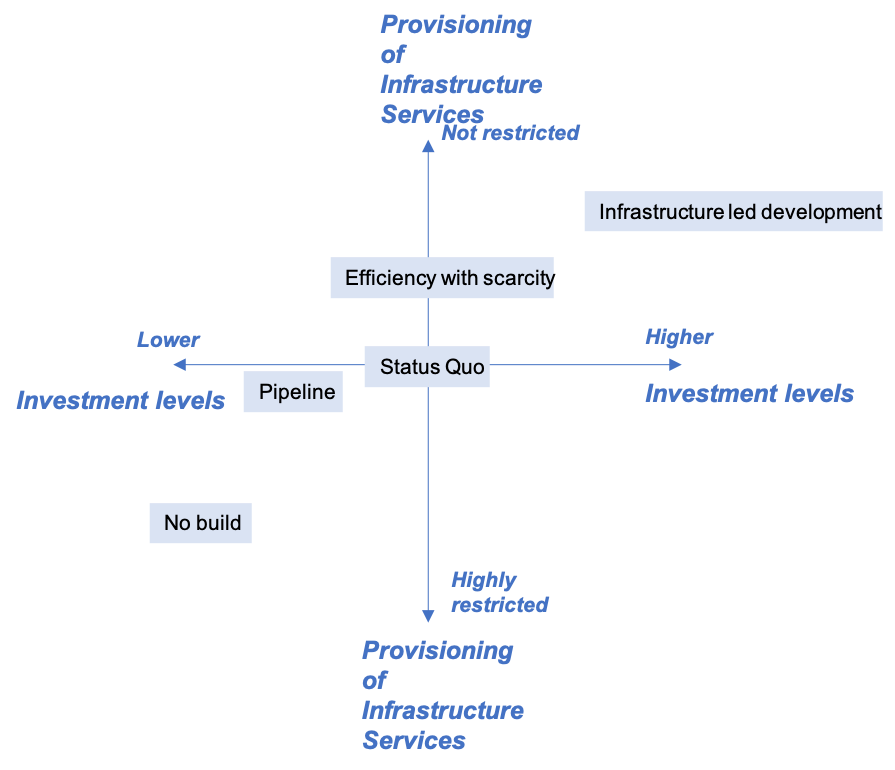 Provisioning
of
Infrastructure
Services
Not restricted
Infrastructure led development
Efficiency with scarcity
Lower
Higher
Status Quo
Investment levels
Pipeline
Investment levels
No build
Highly
restricted
Provisioning
of
Infrastructure
Services